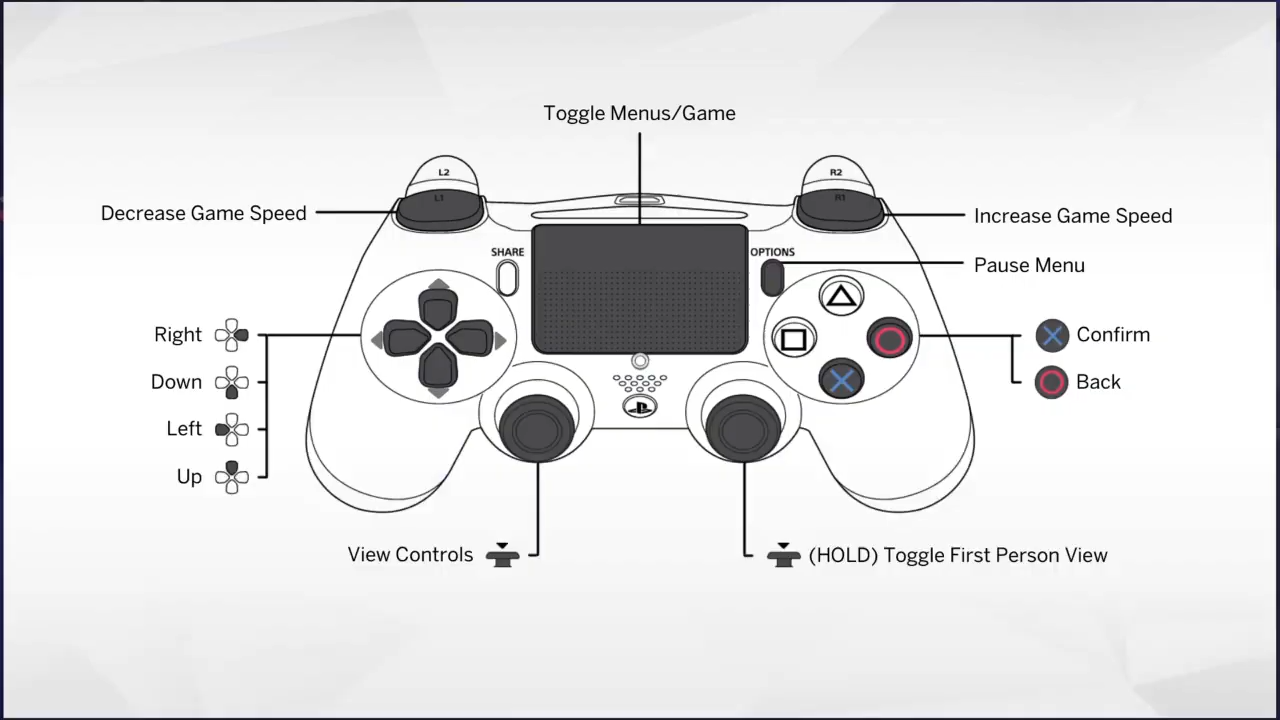 Toggle Menus/Game
L2
R2
L1
R1
Decrease Game Speed
Increase Game Speed
SHARE
OPTIONS
Pause Menu
Right
Confirm
Down
Back
Left
Up
View Controls
(HOLD) Toggle First Person View